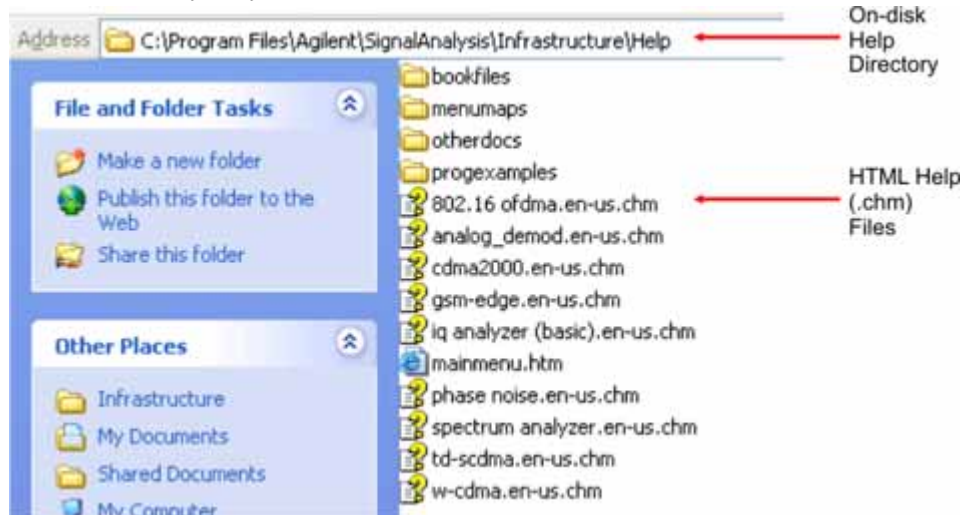 Address C:\Program Files\Agilent\SignalAnalysis\Infrastructure\Help
On-disk
Help
Directory
File and Folder Tasks
Make a new folder
Publish this folder to the
Web
Share this folder
Other Places
Infrastructure
My Documents
Shared Documents
My Computer
bookfiles
menumaps
otherdocs
progexamples
802.16 ofdma.en-us.chm
analog_demod.en-us.chm
cdma2000.en-us.chm
gsm-edge.en-us.chm
iq analyzer (basic).en-us.chm
mainmenu.htm
phase noise.en-us.chm
spectrum analyzer.en-us.chm
td-scdma.en-us.chm
w-cdma.en-us.chm
HTML Help
(.chm)
Files